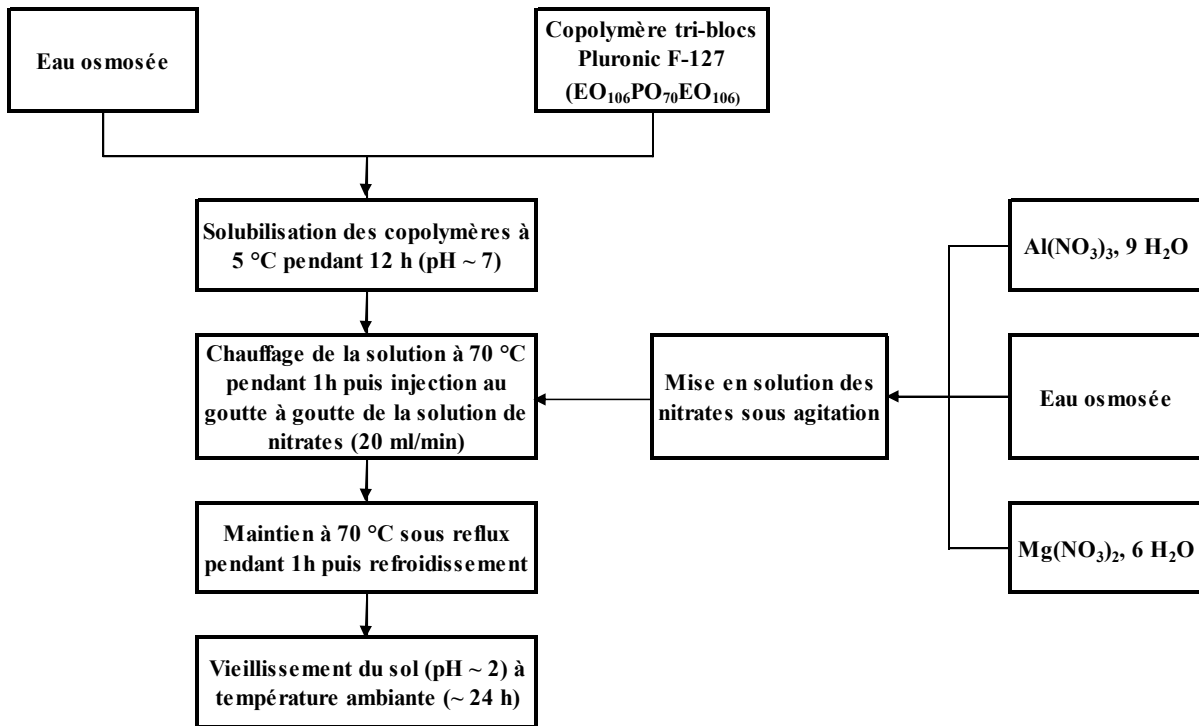 Eau osmosée
Copolymère tri-blocs
Pluronic F-127
(EO₁₀₆PO₇₀EO₁₀₆)
Solubilisation des copolymères à
5 °C pendant 12 h (pH ~ 7)
Chauffage de la solution à 70 °C
pendant 1h puis injection au
goutte à goutte de la solution de
nitrates (20 ml/min)
Mise en solution des
nitrates sous agitation
Al(NO₃)₃, 9 H₂O
Eau osmosée
Mg(NO₃)₂, 6 H₂O
Maintien à 70 °C sous reflux
pendant 1h puis refroidissement
Vieillissement du sol (pH ~ 2) à
température ambiante (~ 24 h)